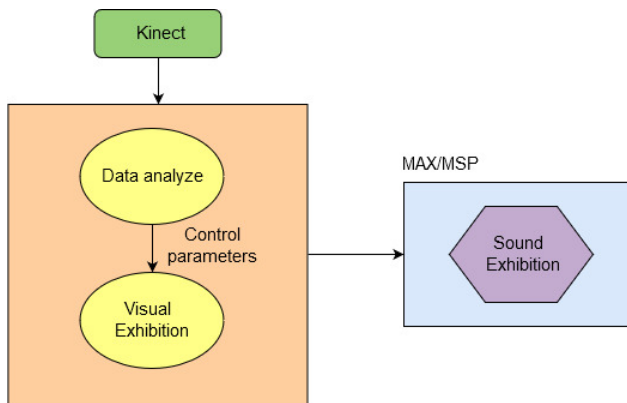 Kinect
Data analyze
Control
parameters
Visual
Exhibition
MAX/MSP
Sound
Exhibition